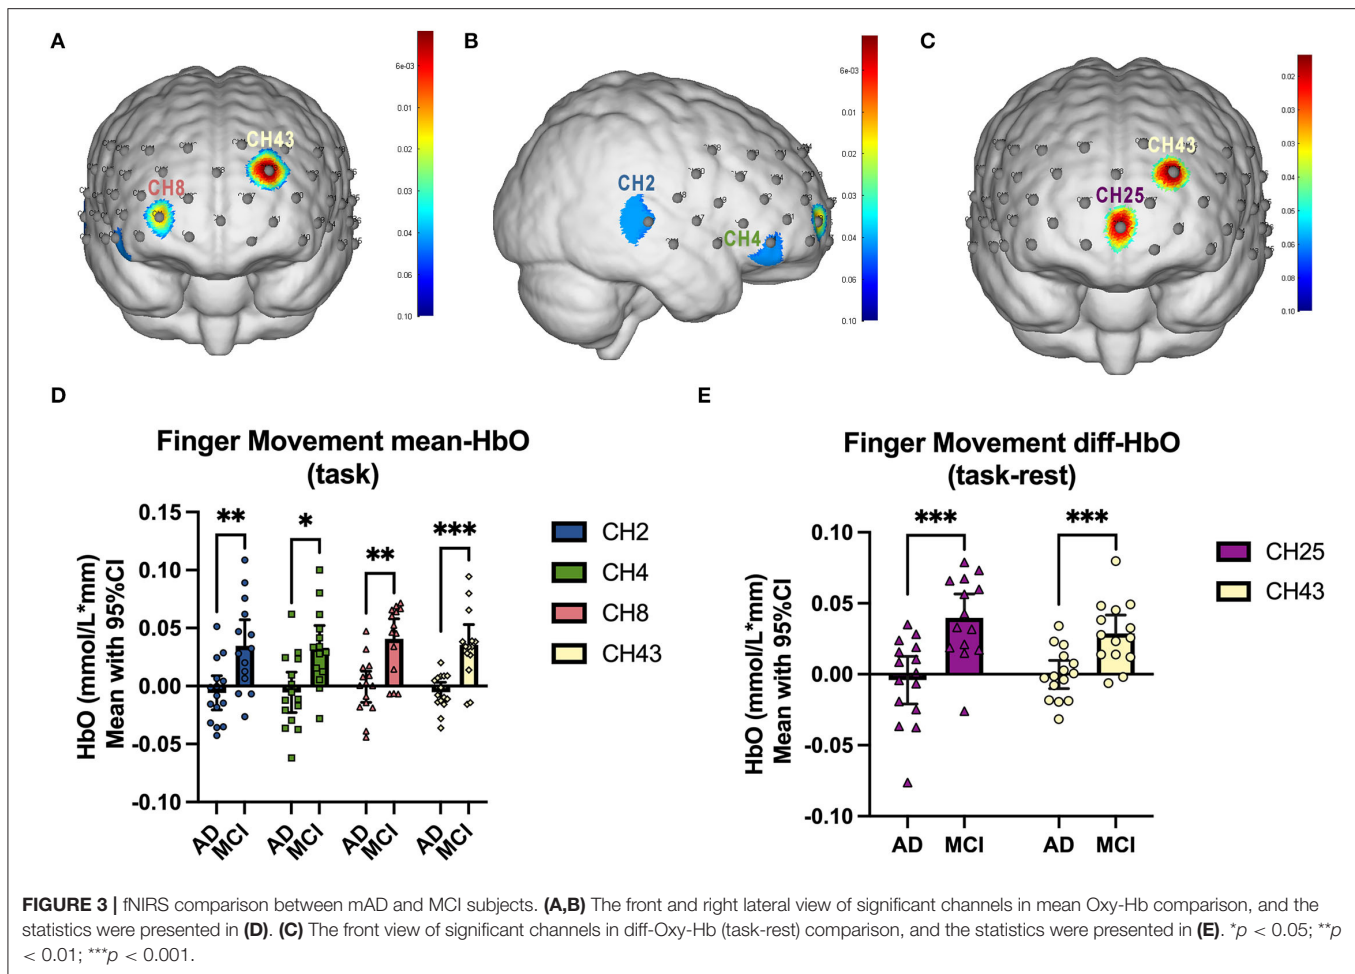 A
B
C
CH43
CH8
6e-03
0.01
0.02
0.03
0.04
0.06
0.10
CH2
CH4
6e-03
0.01
0.02
0.03
0.04
0.06
0.10
CH43
CH25
0.02
0.03
0.04
0.05
0.06
0.08
0.10
D
Finger Movement mean-HbO
(task)
HbO (mmol/L*mm)
Mean with 95%CI
0.15
0.10
0.05
0.00
-0.05
-0.10
** * ** ***
AD MCI AD MCI AD MCI AD MCI
CH2
CH4
CH8
CH43
E
Finger Movement diff-HbO
(task-rest)
HbO (mmol/L*mm)
Mean with 95%CI
0.10
0.05
0.00
-0.05
-0.10
*** ***
AD MCI AD MCI
CH25
CH43
FIGURE 3 | fNIRS comparison between mAD and MCI subjects. (A,B) The front and right lateral view of significant channels in mean Oxy-Hb comparison, and the
statistics were presented in (D). (C) The front view of significant channels in diff-Oxy-Hb (task-rest) comparison, and the statistics were presented in (E). *p < 0.05; **p
< 0.01; ***p < 0.001.